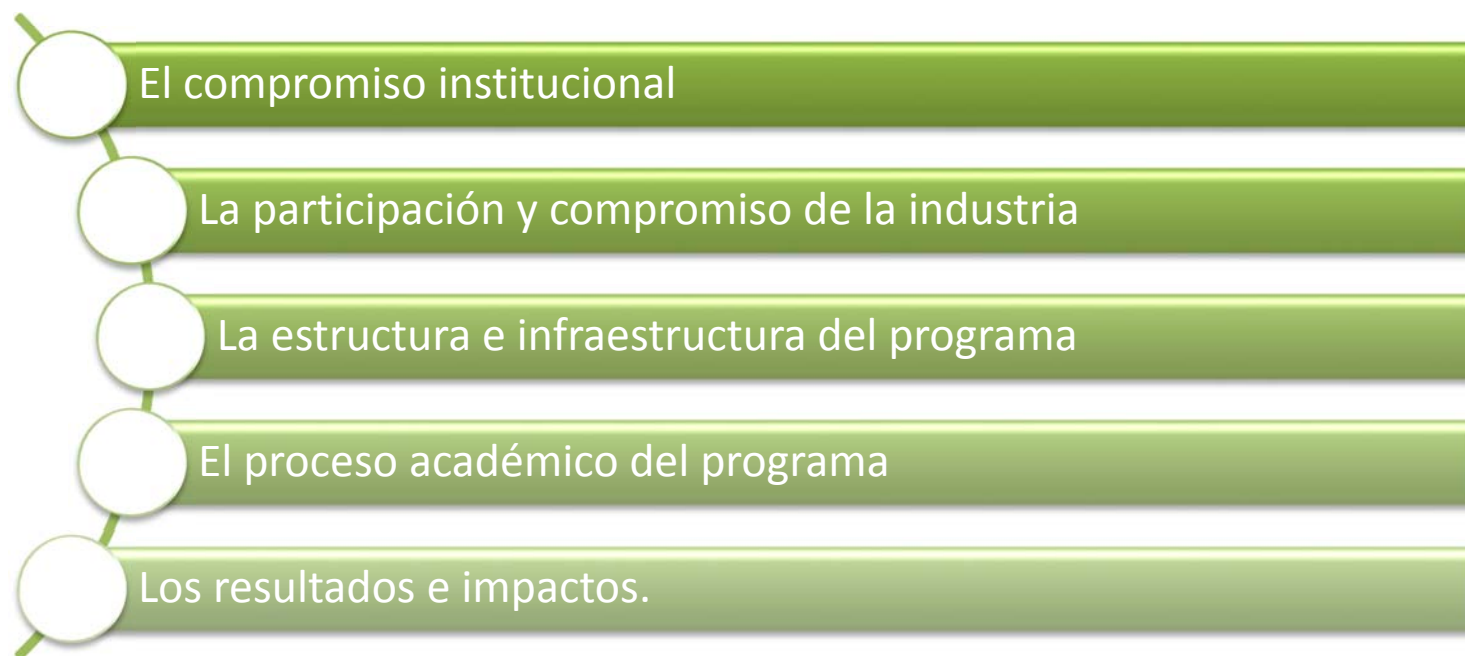 El compromiso institucional
La participación y compromiso de la industria
La estructura e infraestructura del programa
El proceso académico del programa
Los resultados e impactos.